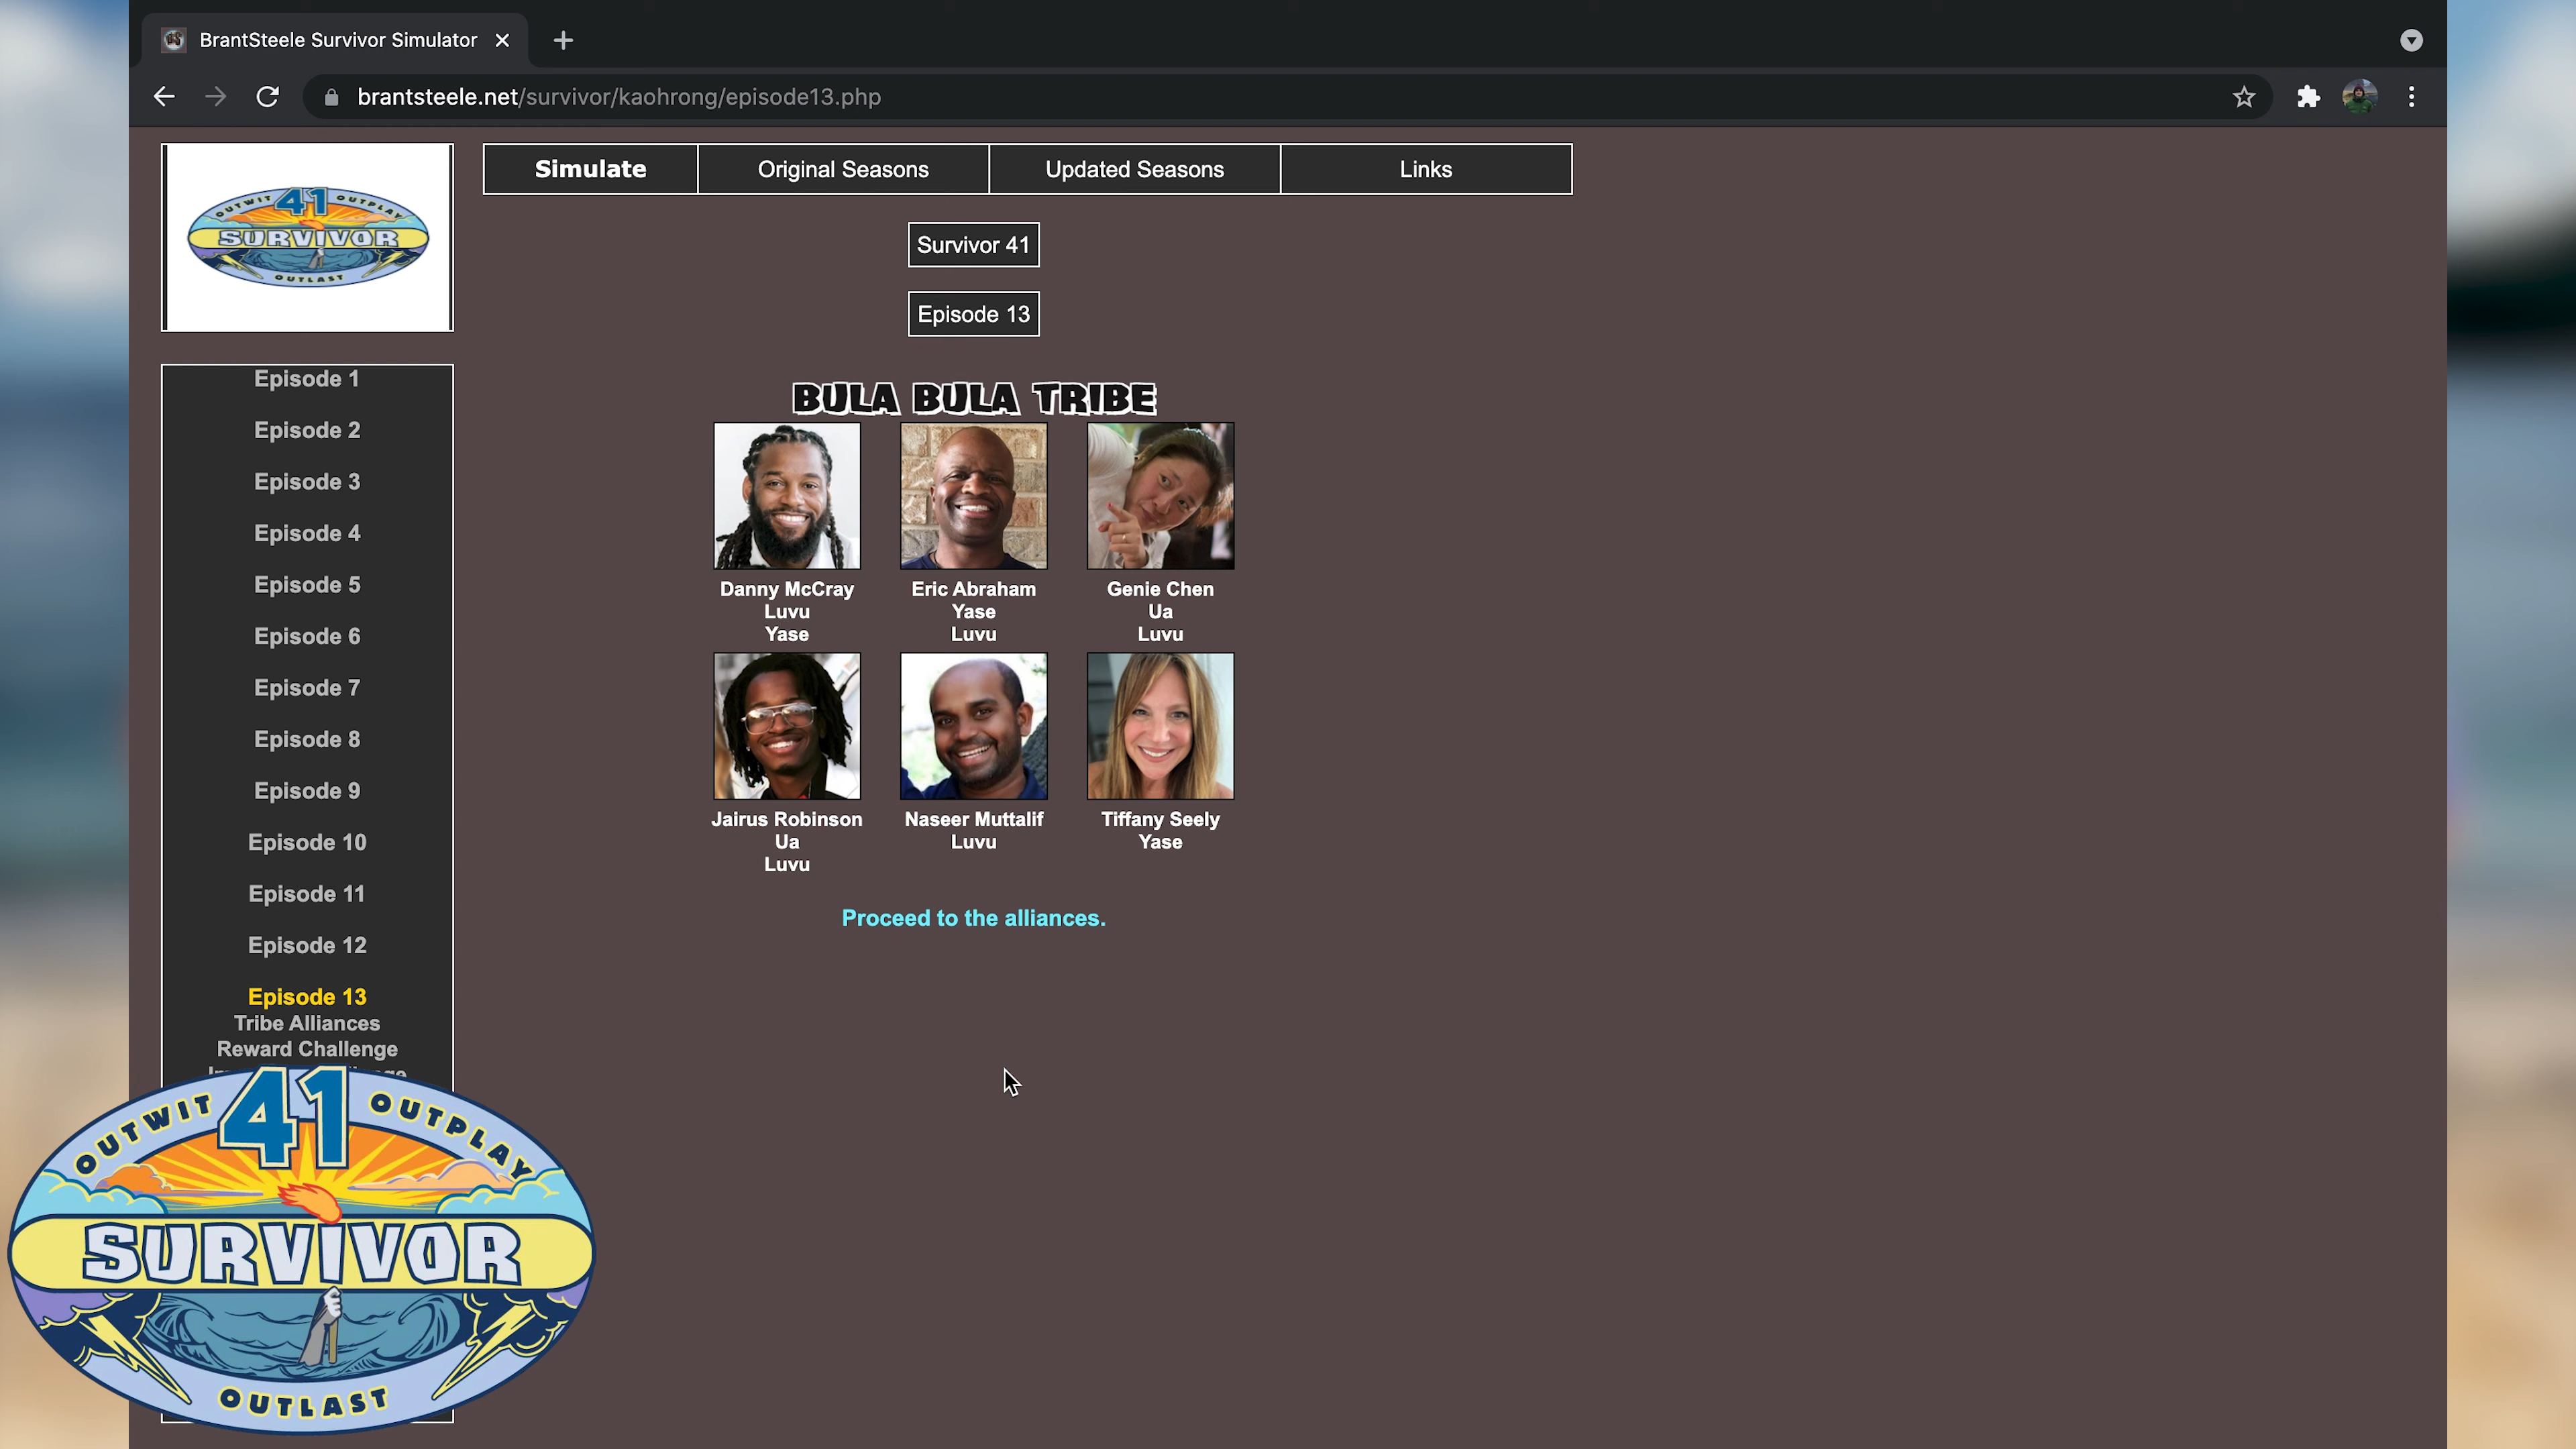 BrantSteele Survivor Simulator
brantsteele.net/survivor/kaohrong/episode13.php
OUTWIT 41 OUTPLAY
SURVIVOR
OUTLAST
Simulate
Original Seasons
Updated Seasons
Links
Survivor 41
Episode 13
Episode 1
Episode 2
Episode 3
Episode 4
Episode 5
Episode 6
Episode 7
Episode 8
Episode 9
Episode 10
Episode 11
Episode 12
Episode 13
Tribe Alliances
Reward Challenge
BULA BULA TRIBE
Danny McCray
Luvu
Yase
Eric Abraham
Yase
Luvu
Genie Chen
Ua
Luvu
Jairus Robinson
Ua
Luvu
Naseer Muttalif
Luvu
Tiffany Seely
Yase
Proceed to the alliances.
OUTWIT 41 OUTPLAY
SURVIVOR
OUTLAST